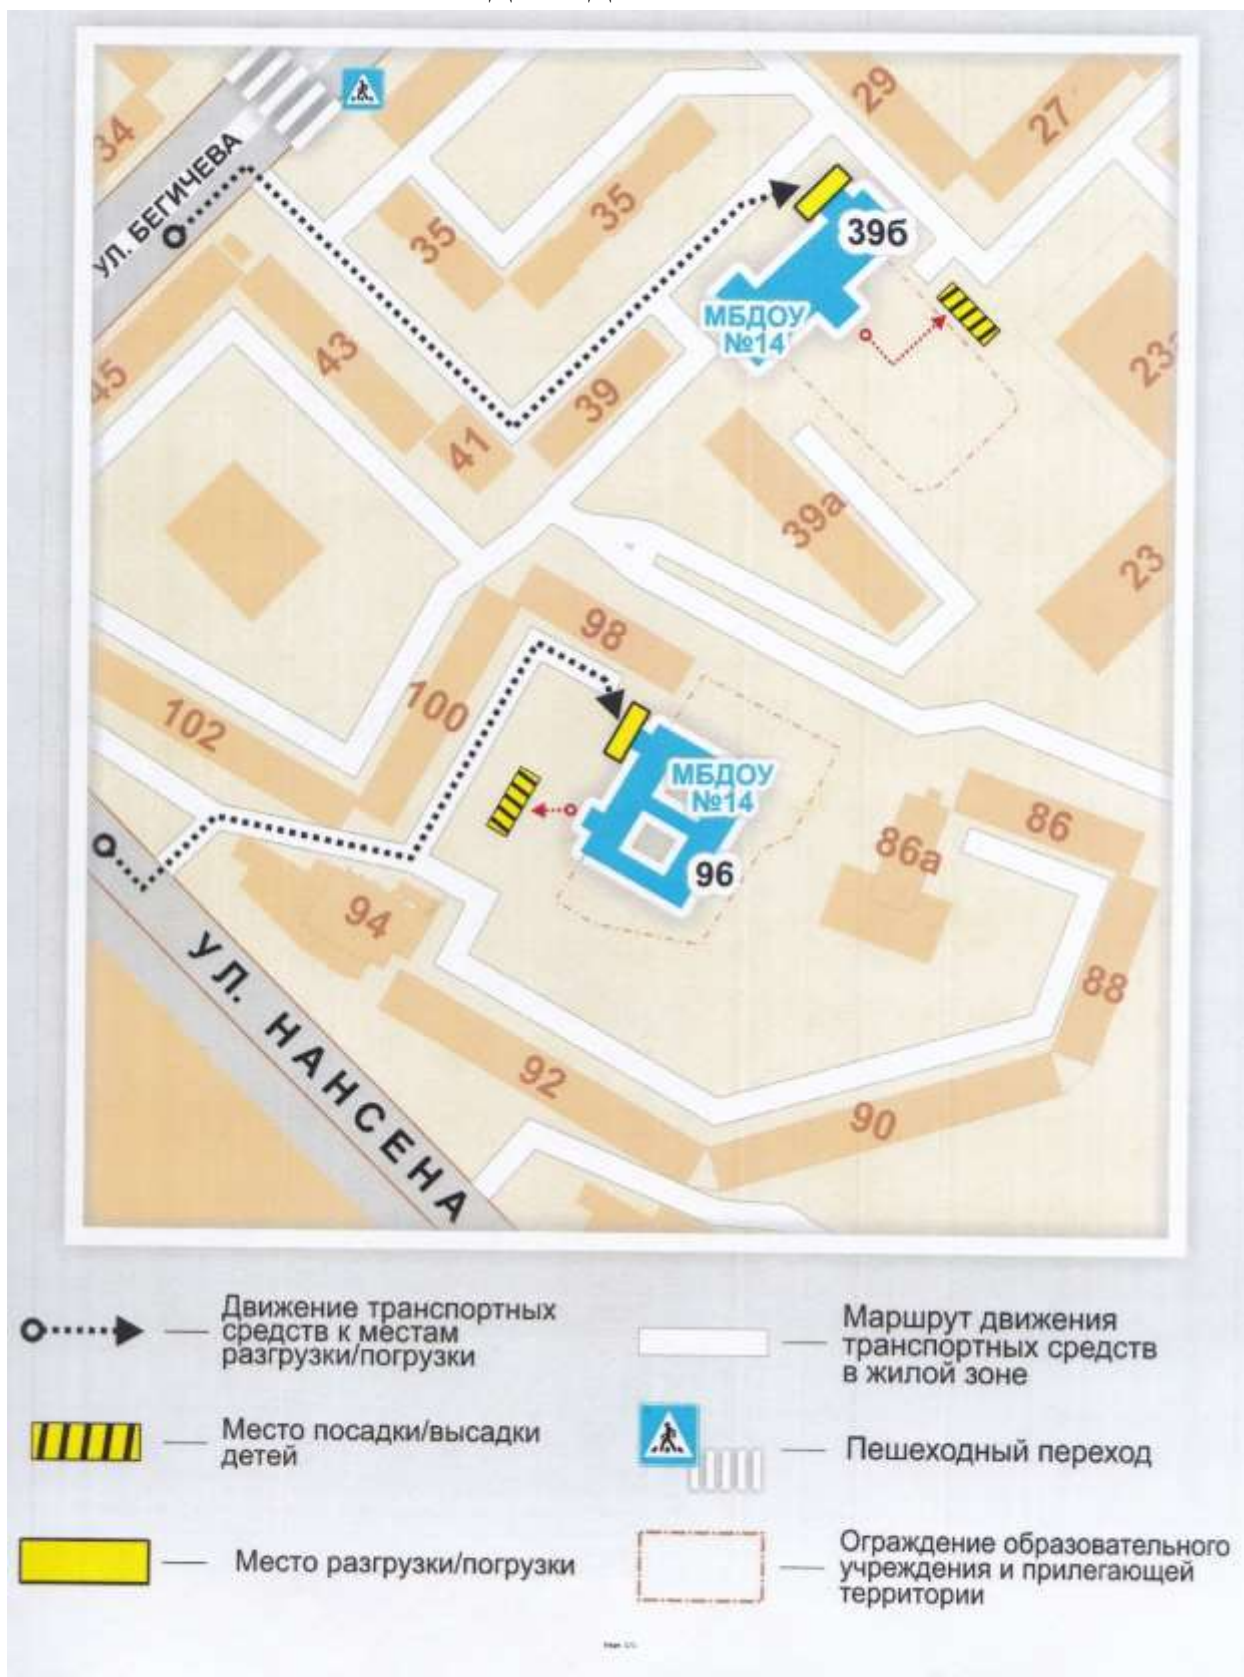 34
УЛ. БЕГИЧЕВА
29
27
35
35
39б
МБДОУ
№14
43
45
39
41
23а
39а
23
98
100
102
МБДОУ
№14
96
86
86а
94
88
УЛ. НАНСЕНА
92
90
Движение транспортных
средств к местам
разгрузки/погрузки
Место посадки/высадки
детей
Место разгрузки/погрузки
Маршрут движения
транспортных средств
в жилой зоне
Пешеходный переход
Ограждение образовательного
учреждения и прилегающей
территории